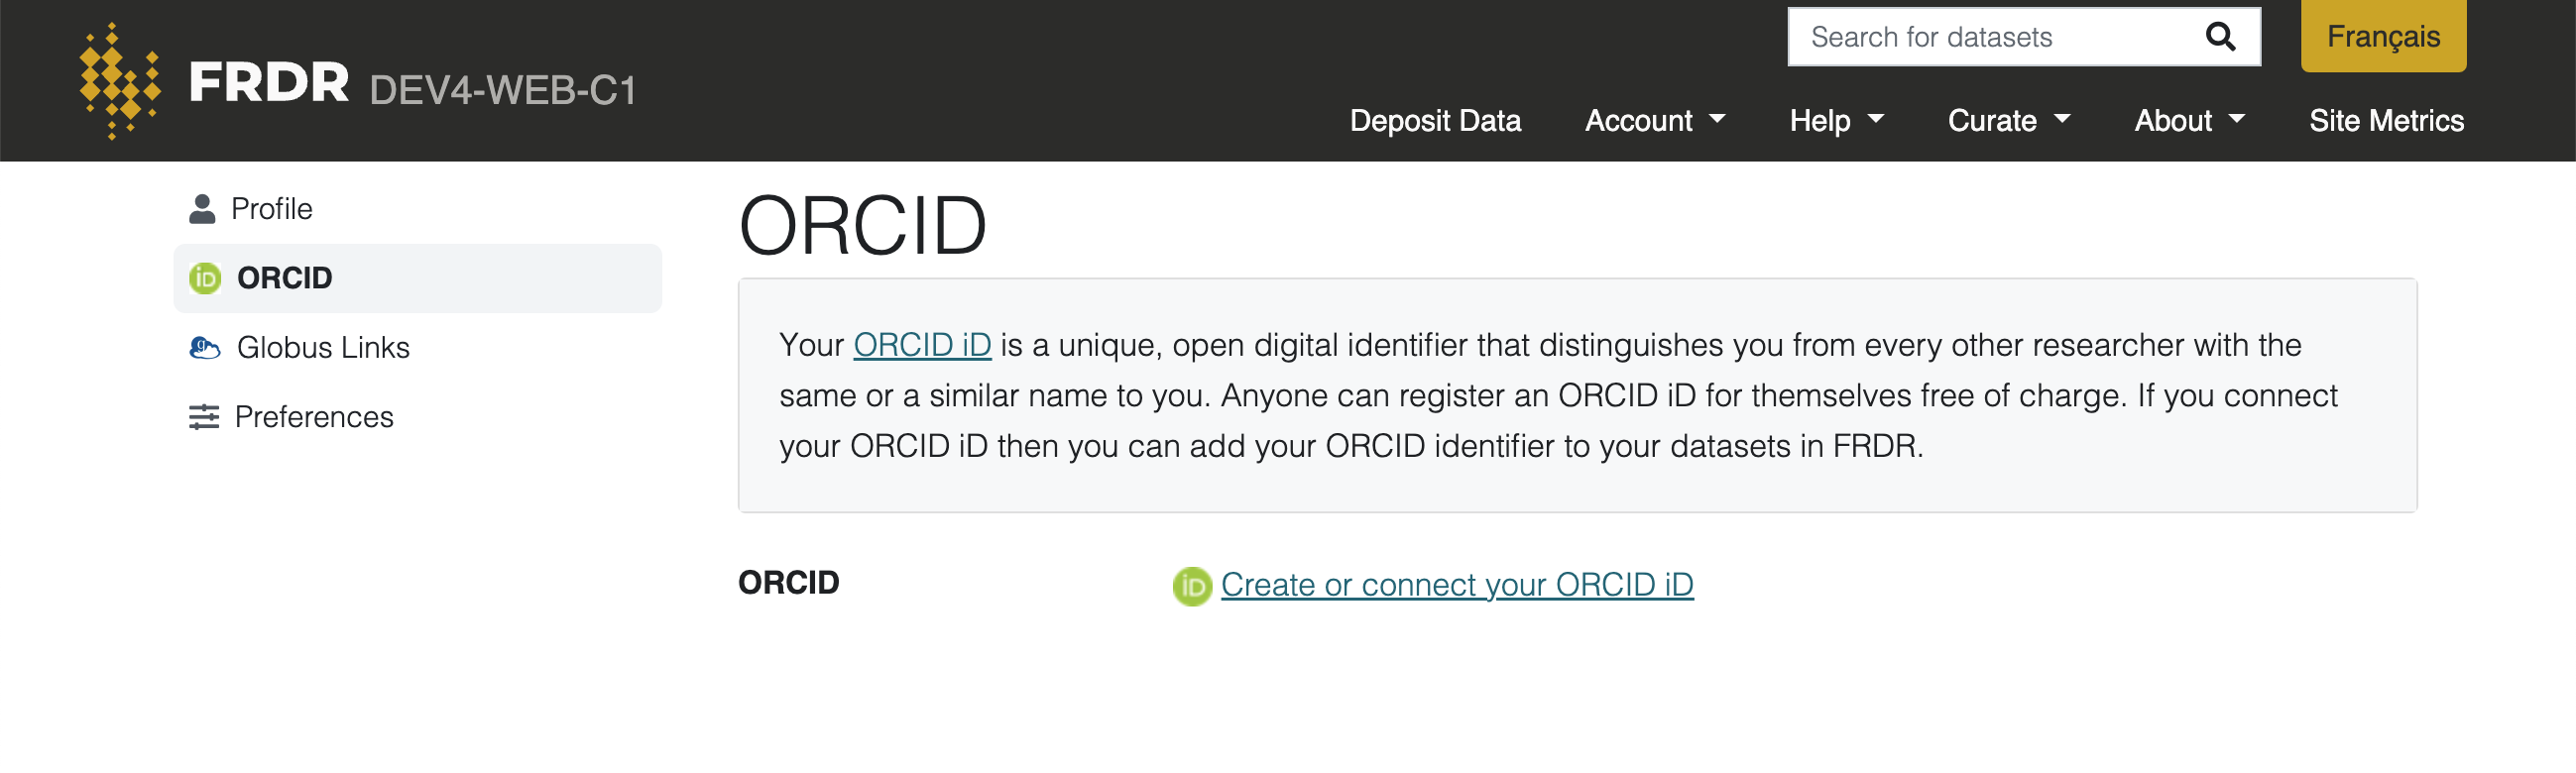 FRDR DEV4-WEB-C1
Search for datasets
Français
Deposit Data Account Help Curate About Site Metrics
Profile
iD ORCID
Globus Links
Preferences
ORCID
Your ORCID iD is a unique, open digital identifier that distinguishes you from every other researcher with the
same or a similar name to you. Anyone can register an ORCID iD for themselves free of charge. If you connect
your ORCID iD then you can add your ORCID identifier to your datasets in FRDR.
ORCID
iD Create or connect your ORCID iD